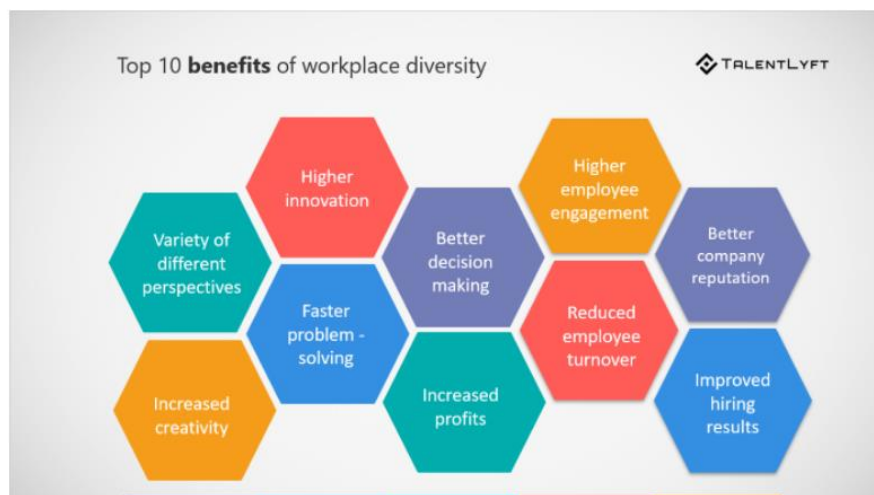 Top 10 benefits of workplace diversity
TALENTLYFT
Higher
innovation
Higher
employee
engagement
Variety of
different
perspectives
Better
decision
making
Better
company
reputation
Faster
problem -
solving
Reduced
employee
turnover
Increased
creativity
Increased
profits
Improved
hiring
results